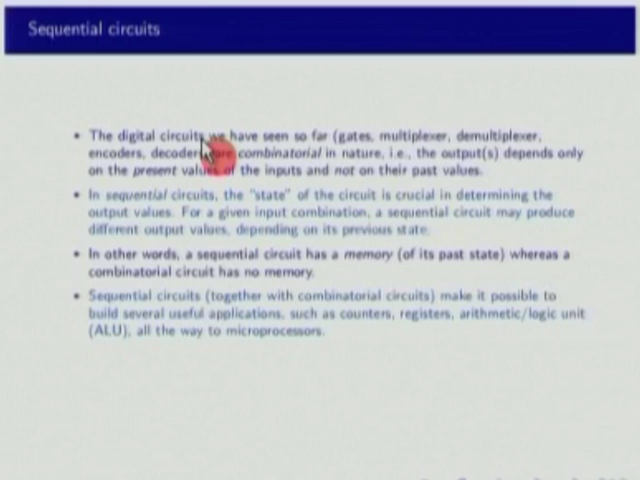 Sequential circuits
• The digital circuits we have seen so far (gates, multiplexer, demultiplexer,
encoders, decoders) are combinatorial in nature, i.e., the output(s) depends only
on the present values of the inputs and not on their past values.
• In sequential circuits, the "state" of the circuit is crucial in determining the
output values. For a given input combination, a sequential circuit may produce
different output values, depending on its previous state.
• In other words, a sequential circuit has a memory (of its past state) whereas a
combinatorial circuit has no memory.
• Sequential circuits (together with combinatorial circuits) make it possible to
build several useful applications, such as counters, registers, arithmetic/logic unit
(ALU), all the way to microprocessors.